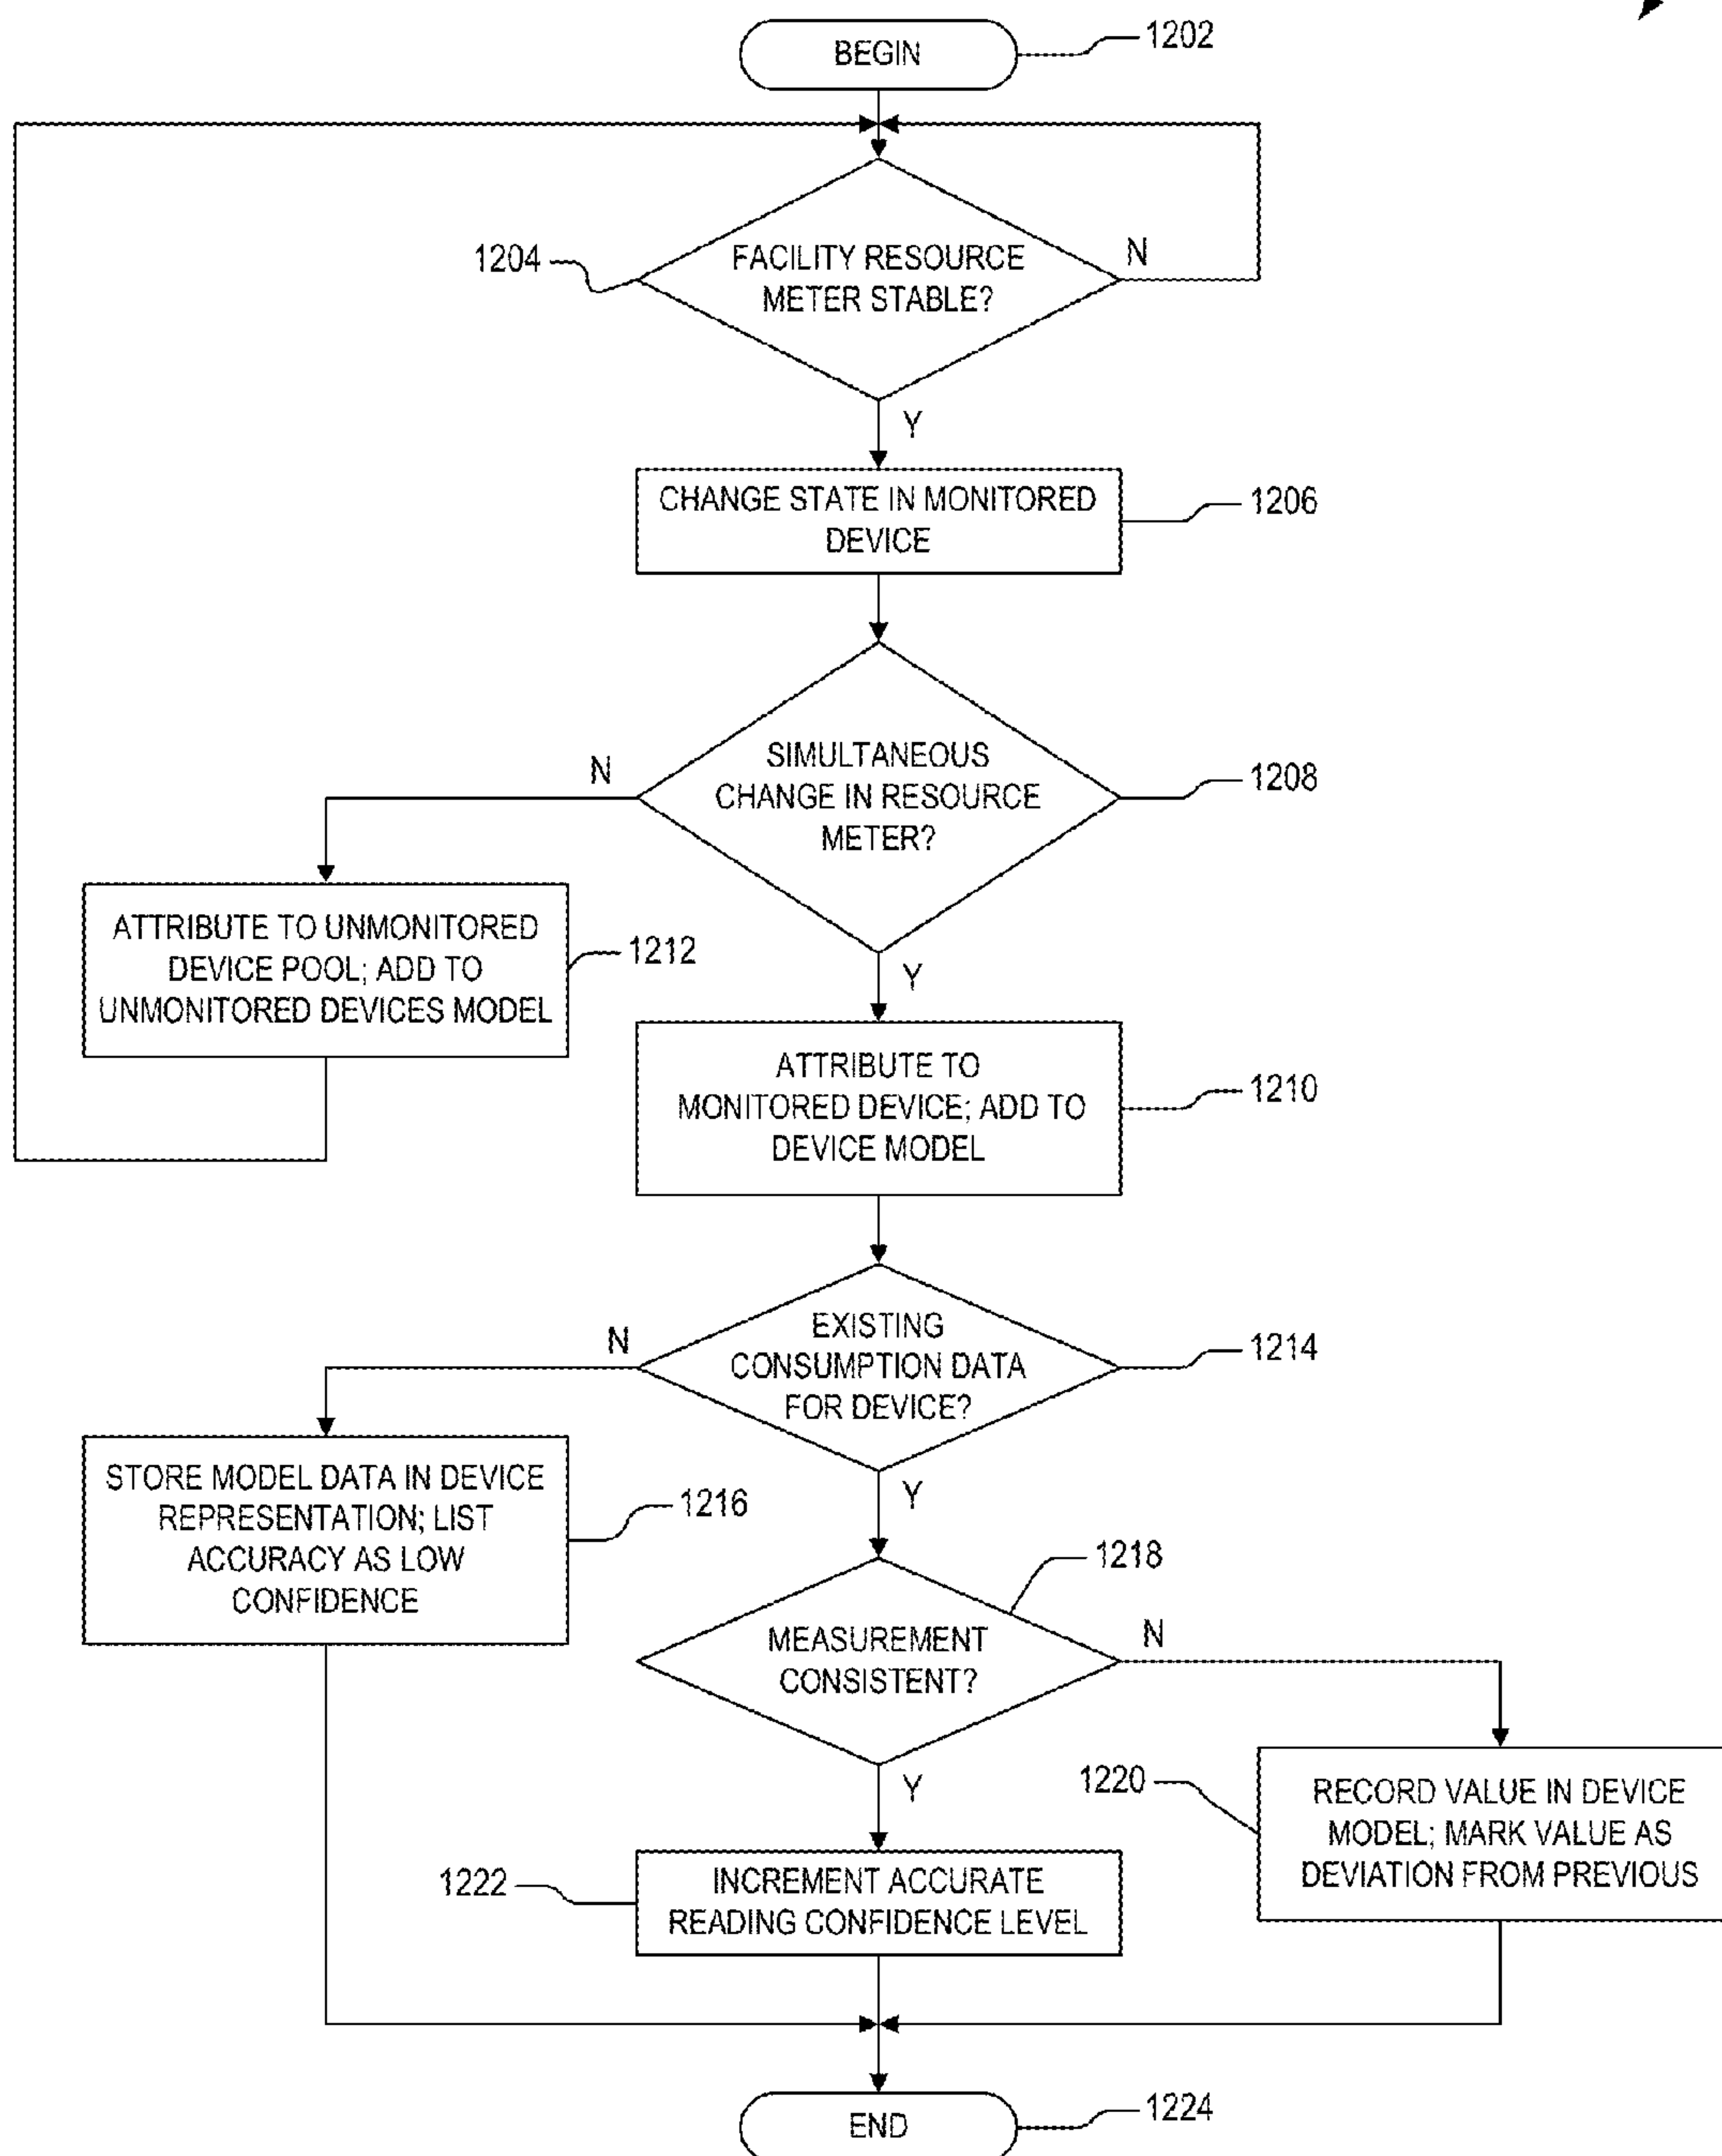 BEGIN
1202
1204
FACILITY RESOURCE
METER STABLE?
N
Y
CHANGE STATE IN MONITORED
DEVICE
1206
SIMULTANEOUS
CHANGE IN RESOURCE
METER?
N
1208
Y
ATTRIBUTE TO UNMONITORED
DEVICE POOL; ADD TO
UNMONITORED DEVICES MODEL
1212
ATTRIBUTE TO
MONITORED DEVICE; ADD TO
DEVICE MODEL
1210
EXISTING
CONSUMPTION DATA
FOR DEVICE?
N
1214
Y
STORE MODEL DATA IN DEVICE
REPRESENTATION; LIST
ACCURACY AS LOW
CONFIDENCE
1216
1218
MEASUREMENT
CONSISTENT?
N
Y
1220
RECORD VALUE IN DEVICE
MODEL; MARK VALUE AS
DEVIATION FROM PREVIOUS
1222
INCREMENT ACCURATE
READING CONFIDENCE LEVEL
END
1224